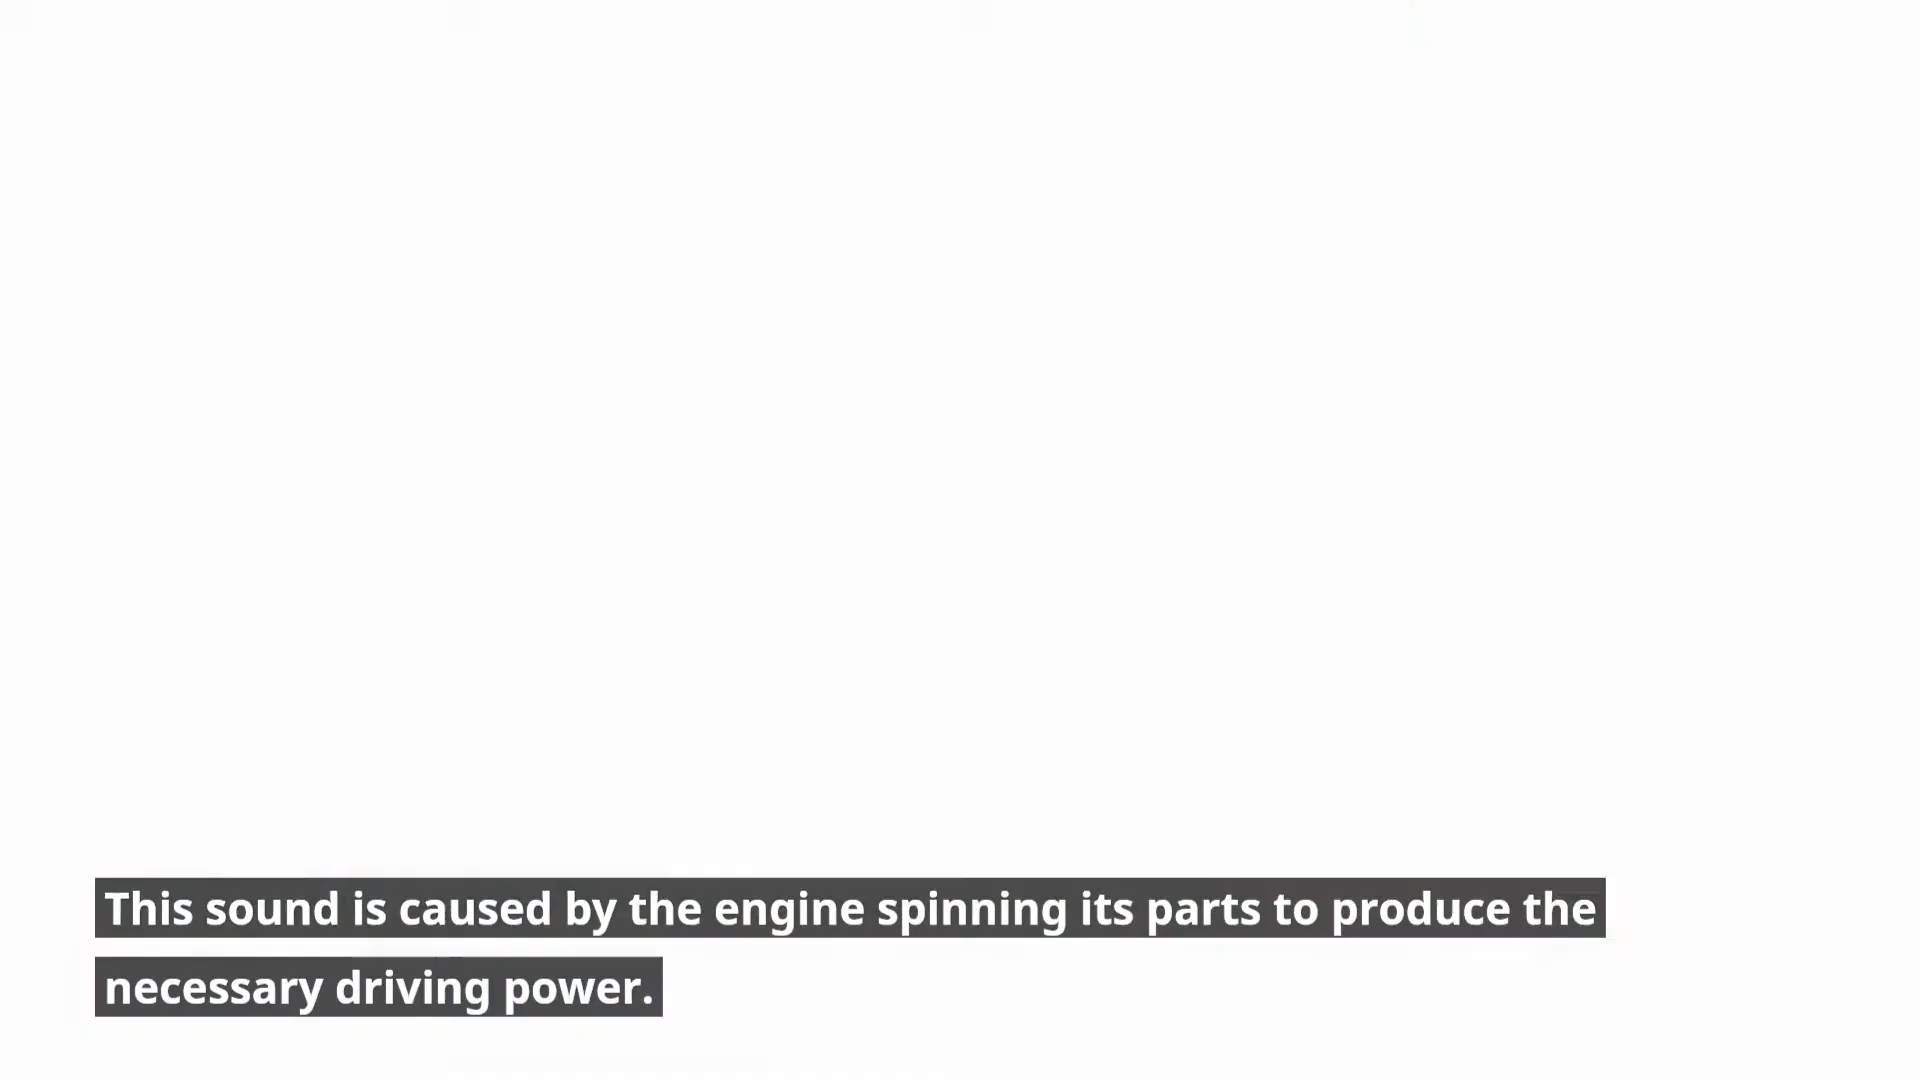 This sound is caused by the engine spinning its parts to produce the
necessary driving power.